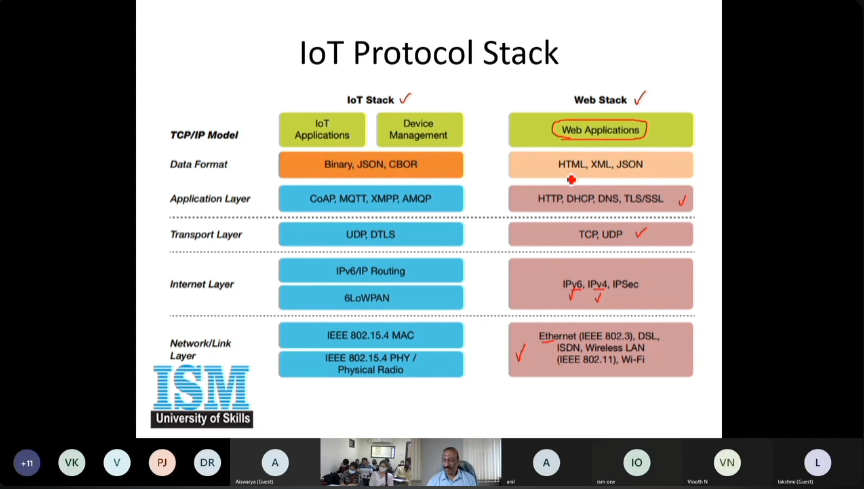 IoT Protocol Stack
IoT Stack
Web Stack
TCP/IP Model
IoT
Applications
Device
Management
Web Applications
Data Format
Binary, JSON, CBOR
HTML, XML, JSON
Application Layer
CoAP, MQTT, XMPP, AMQP
HTTP, DHCP, DNS, TLS/SSL
Transport Layer
UDP, DTLS
TCP, UDP
Internet Layer
IPv6/IP Routing
6LoWPAN
IPv6, IPv4, IPSec
Network/Link
Layer
IEEE 802.15.4 MAC
IEEE 802.15.4 PHY /
Physical Radio
Ethernet (IEEE 802.3), DSL,
ISDN, Wireless LAN
(IEEE 802.11), Wi-Fi
ISM
University of Skills
+11
VK
V
PJ
DR
A
Aiswarya (Guest)
anil
A
ism one
IO
VN
Vinoth N
L
lakshmi (Guest)